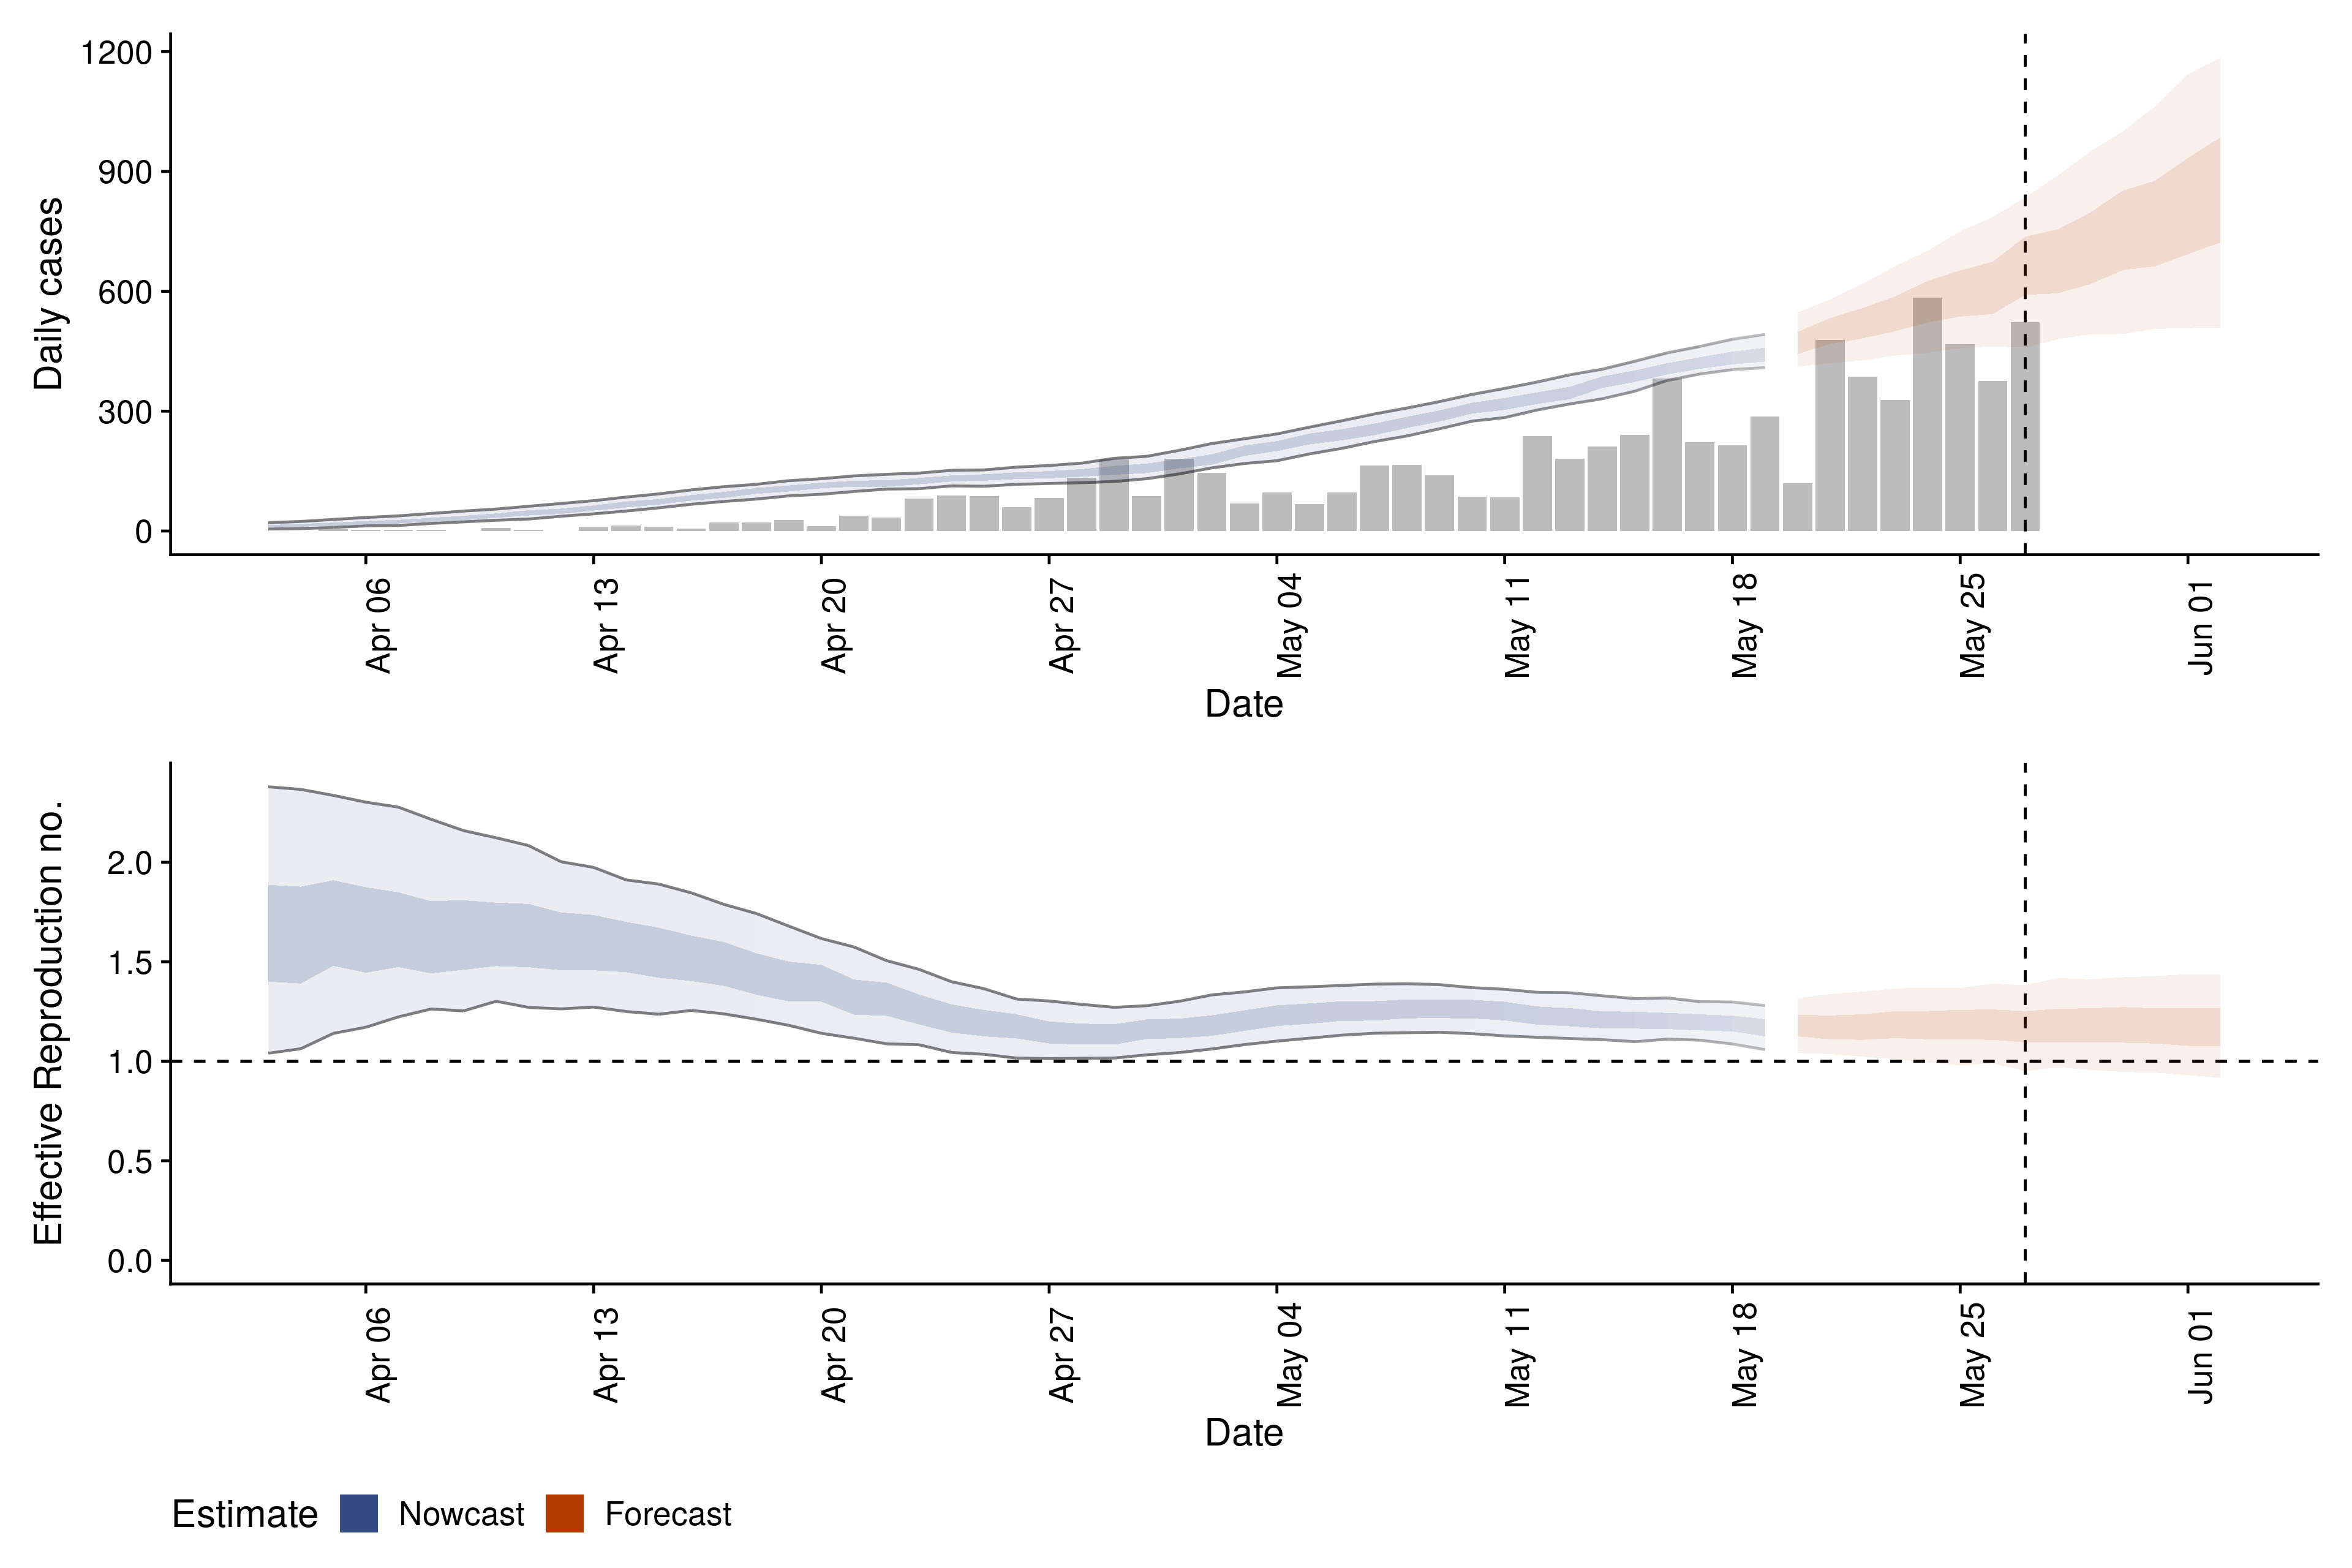 Daily cases
1200
900
600
300
0
Apr 06
Apr 13
Apr 20
Apr 27
May 04
May 11
May 18
May 25
Jun 01
Date
Effective Reproduction no.
2.0
1.5
1.0
0.5
0.0
Apr 06
Apr 13
Apr 20
Apr 27
May 04
May 11
May 18
May 25
Jun 01
Date
Estimate Nowcast Forecast